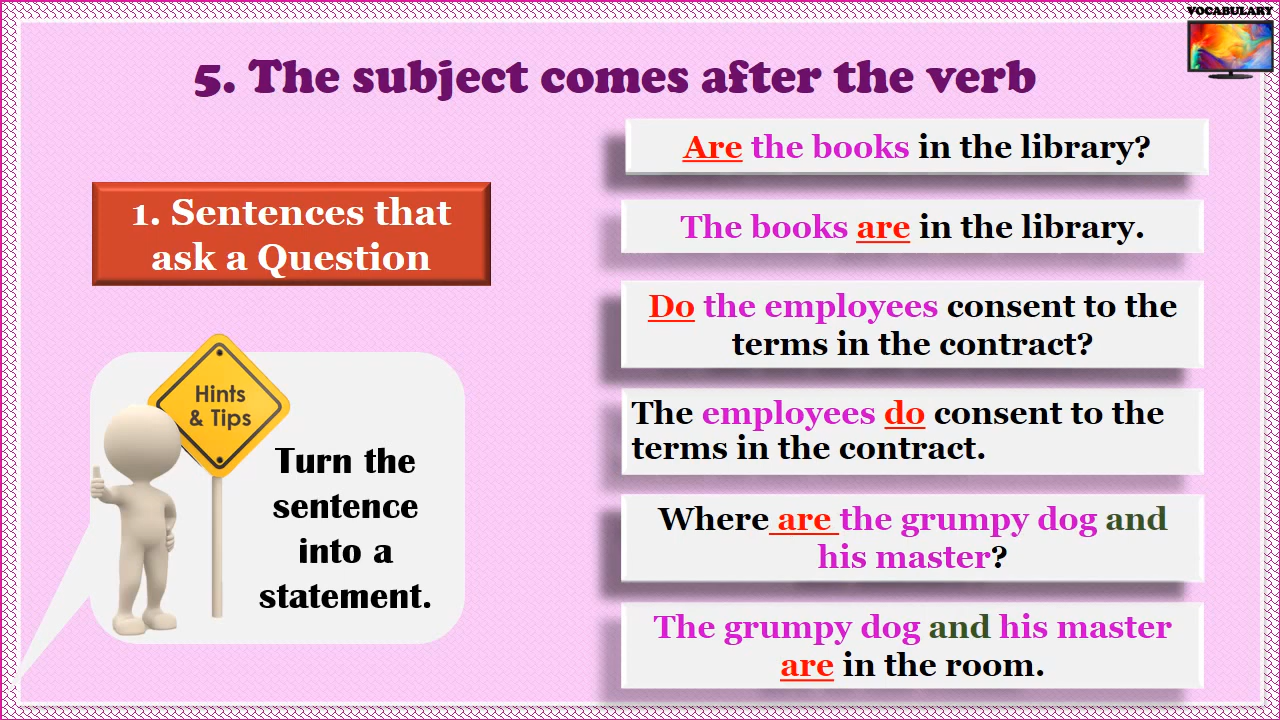 VOCABULARY
5. The subject comes after the verb
1. Sentences that
ask a Question
Hints
& Tips
Turn the
sentence
into a
statement.
Are the books in the library?
The books are in the library.
Do the employees consent to the
terms in the contract?
The employees do consent to the
terms in the contract.
Where are the grumpy dog and
his master?
The grumpy dog and his master
are in the room.